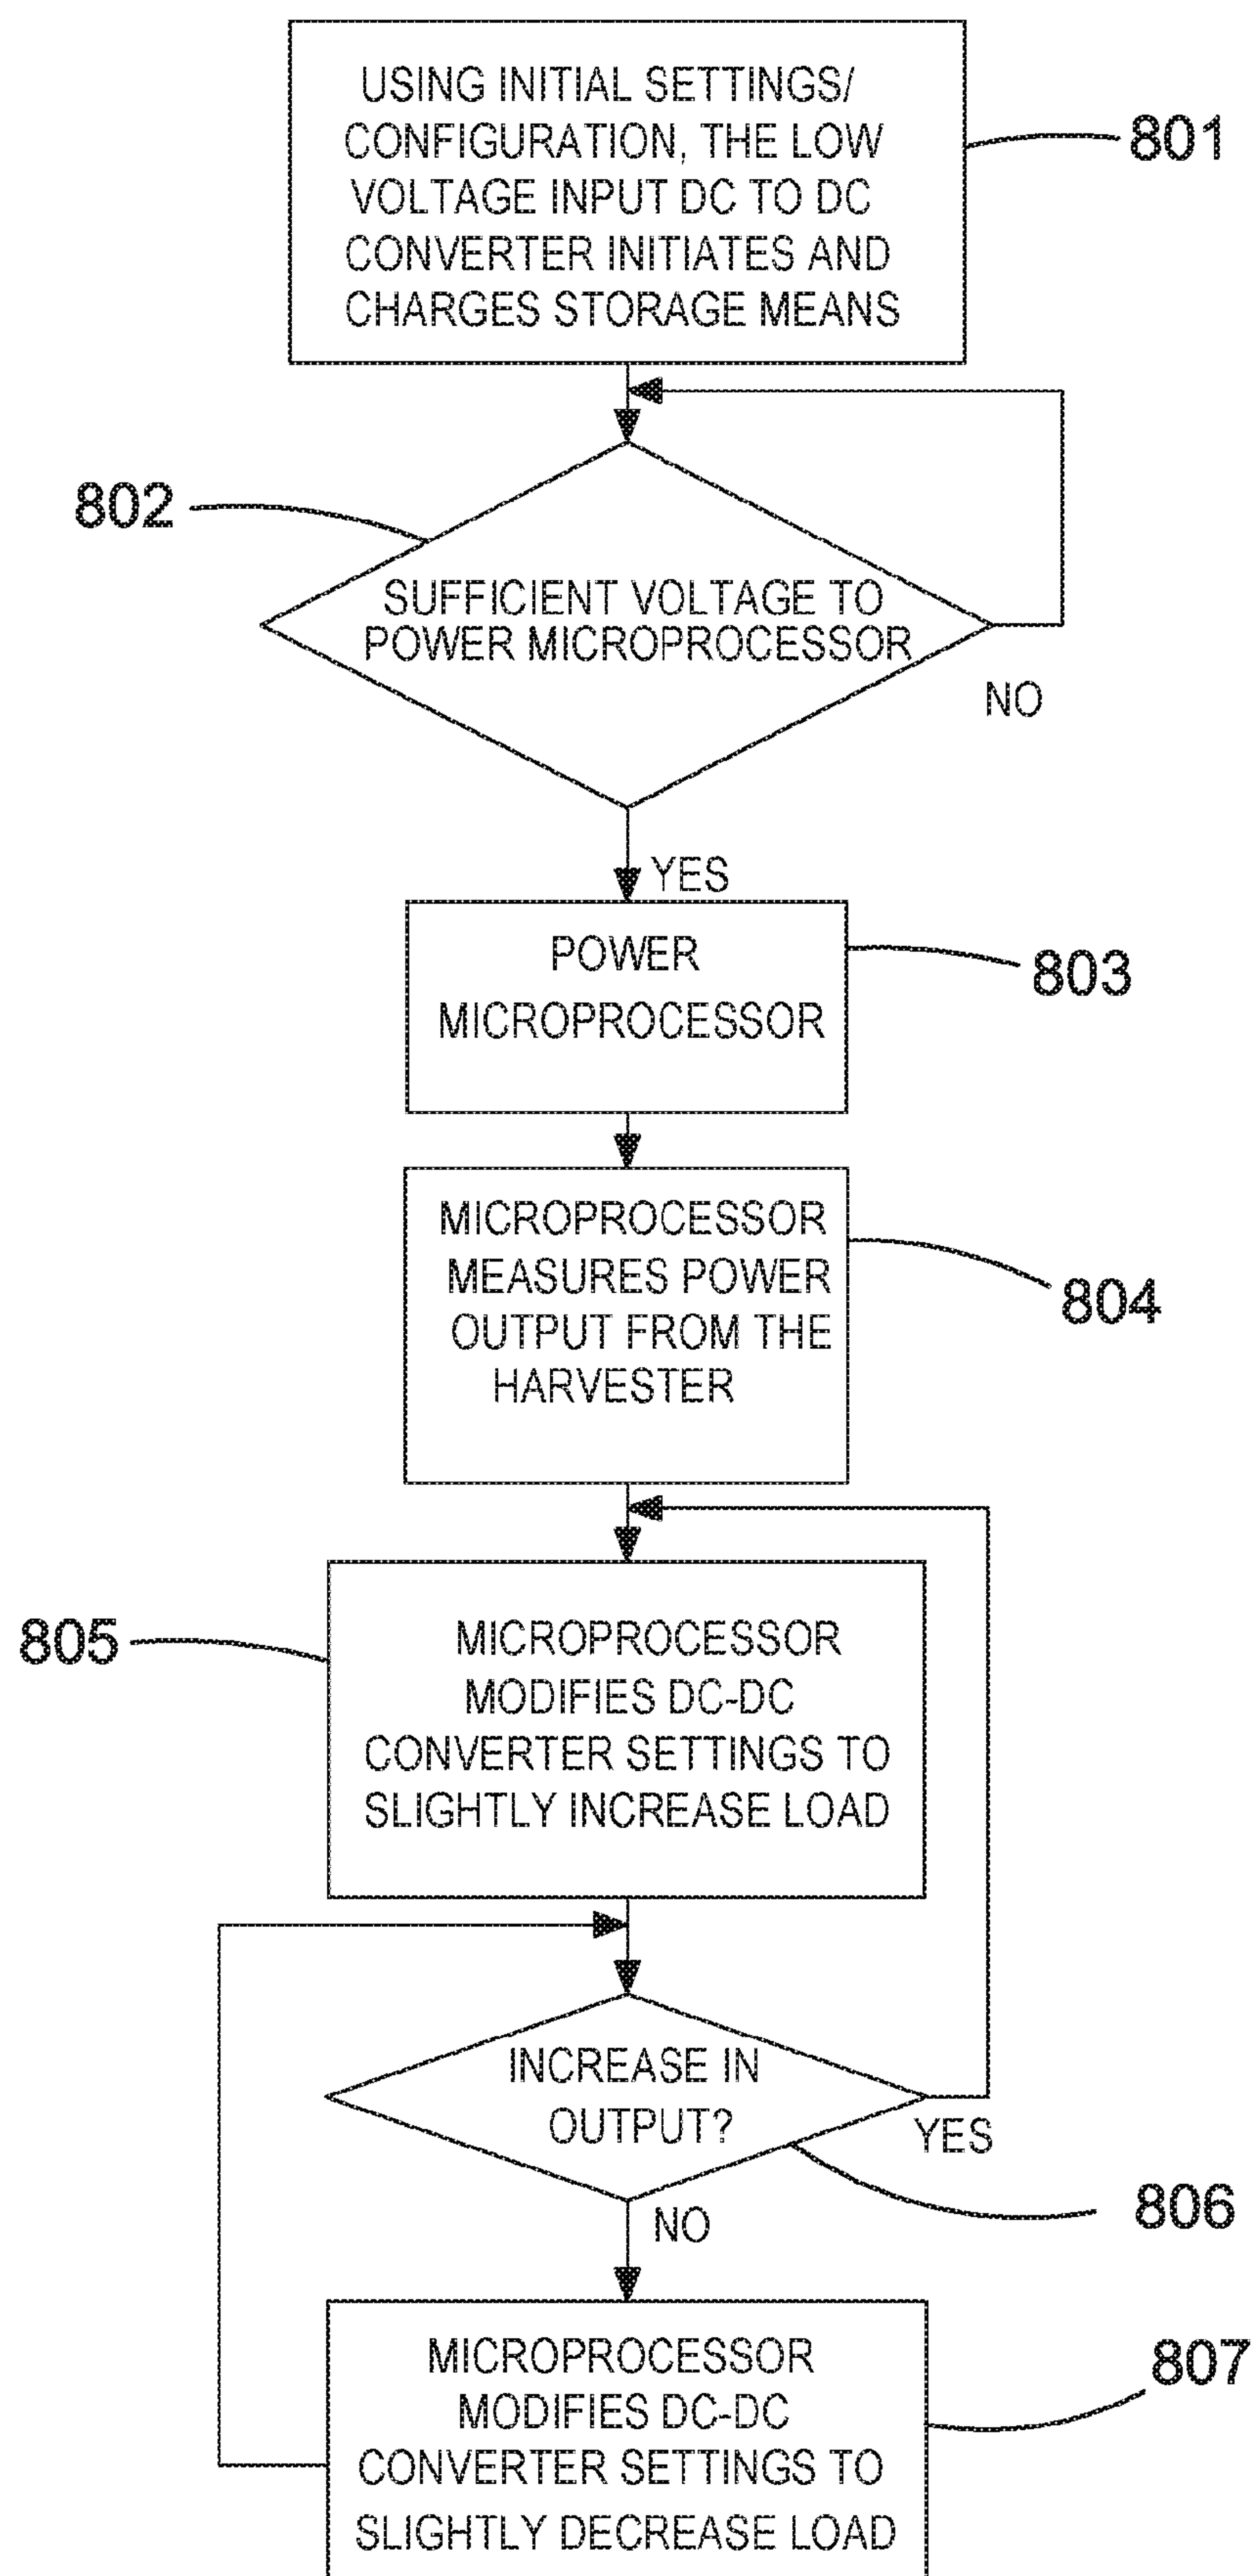 USING INITIAL SETTINGS/
CONFIGURATION, THE LOW
VOLTAGE INPUT DC TO DC
CONVERTER INITIATES AND
CHARGES STORAGE MEANS
801
802
SUFFICIENT VOLTAGE TO
POWER MICROPROCESSOR
NO
YES
POWER
MICROPROCESSOR
803
MICROPROCESSOR
MEASURES POWER
OUTPUT FROM THE
HARVESTER
804
805
MICROPROCESSOR
MODIFIES DC-DC
CONVERTER SETTINGS TO
SLIGHTLY INCREASE LOAD
INCREASE IN
OUTPUT?
YES
806
NO
MICROPROCESSOR
MODIFIES DC-DC
CONVERTER SETTINGS TO
SLIGHTLY DECREASE LOAD
807